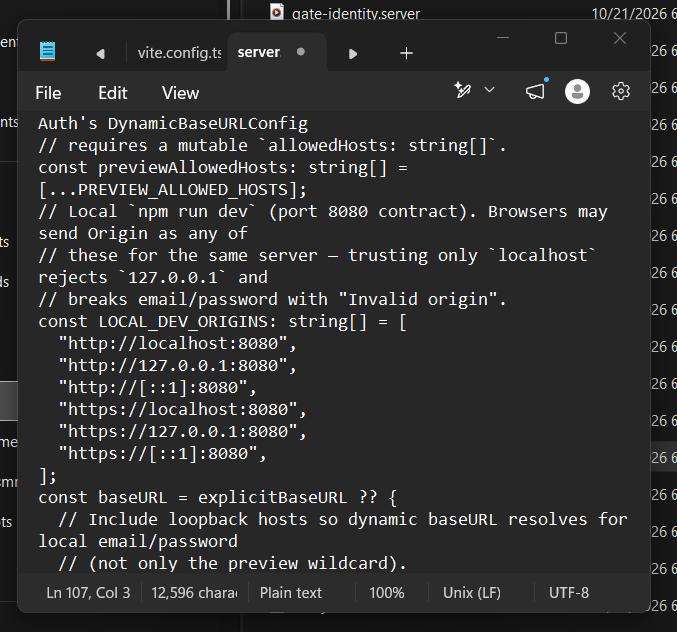 gate-identity.server
10/21/2026 6
vite.config.ts
server.
File
Edit
View
Auth's DynamicBaseURLConfig
// requires a mutable `allowedHosts: string[]`.
const previewAllowedHosts: string[] =
[...PREVIEW_ALLOWED_HOSTS];
// Local `npm run dev` (port 8080 contract). Browsers may
send Origin as any of
// these for the same server — trusting only `localhost`
rejects `127.0.0.1` and
// breaks email/password with "Invalid origin".
const LOCAL_DEV_ORIGINS: string[] = [
  "http://localhost:8080",
  "http://127.0.0.1:8080",
  "http://[::1]:8080",
  "https://localhost:8080",
  "https://127.0.0.1:8080",
  "https://[::1]:8080",
];
const baseURL = explicitBaseURL ?? {
  // Include loopback hosts so dynamic baseURL resolves for
local email/password
  // (not only the preview wildcard).
Ln 107, Col 3
12,596 charac
Plain text
100%
Unix (LF)
UTF-8